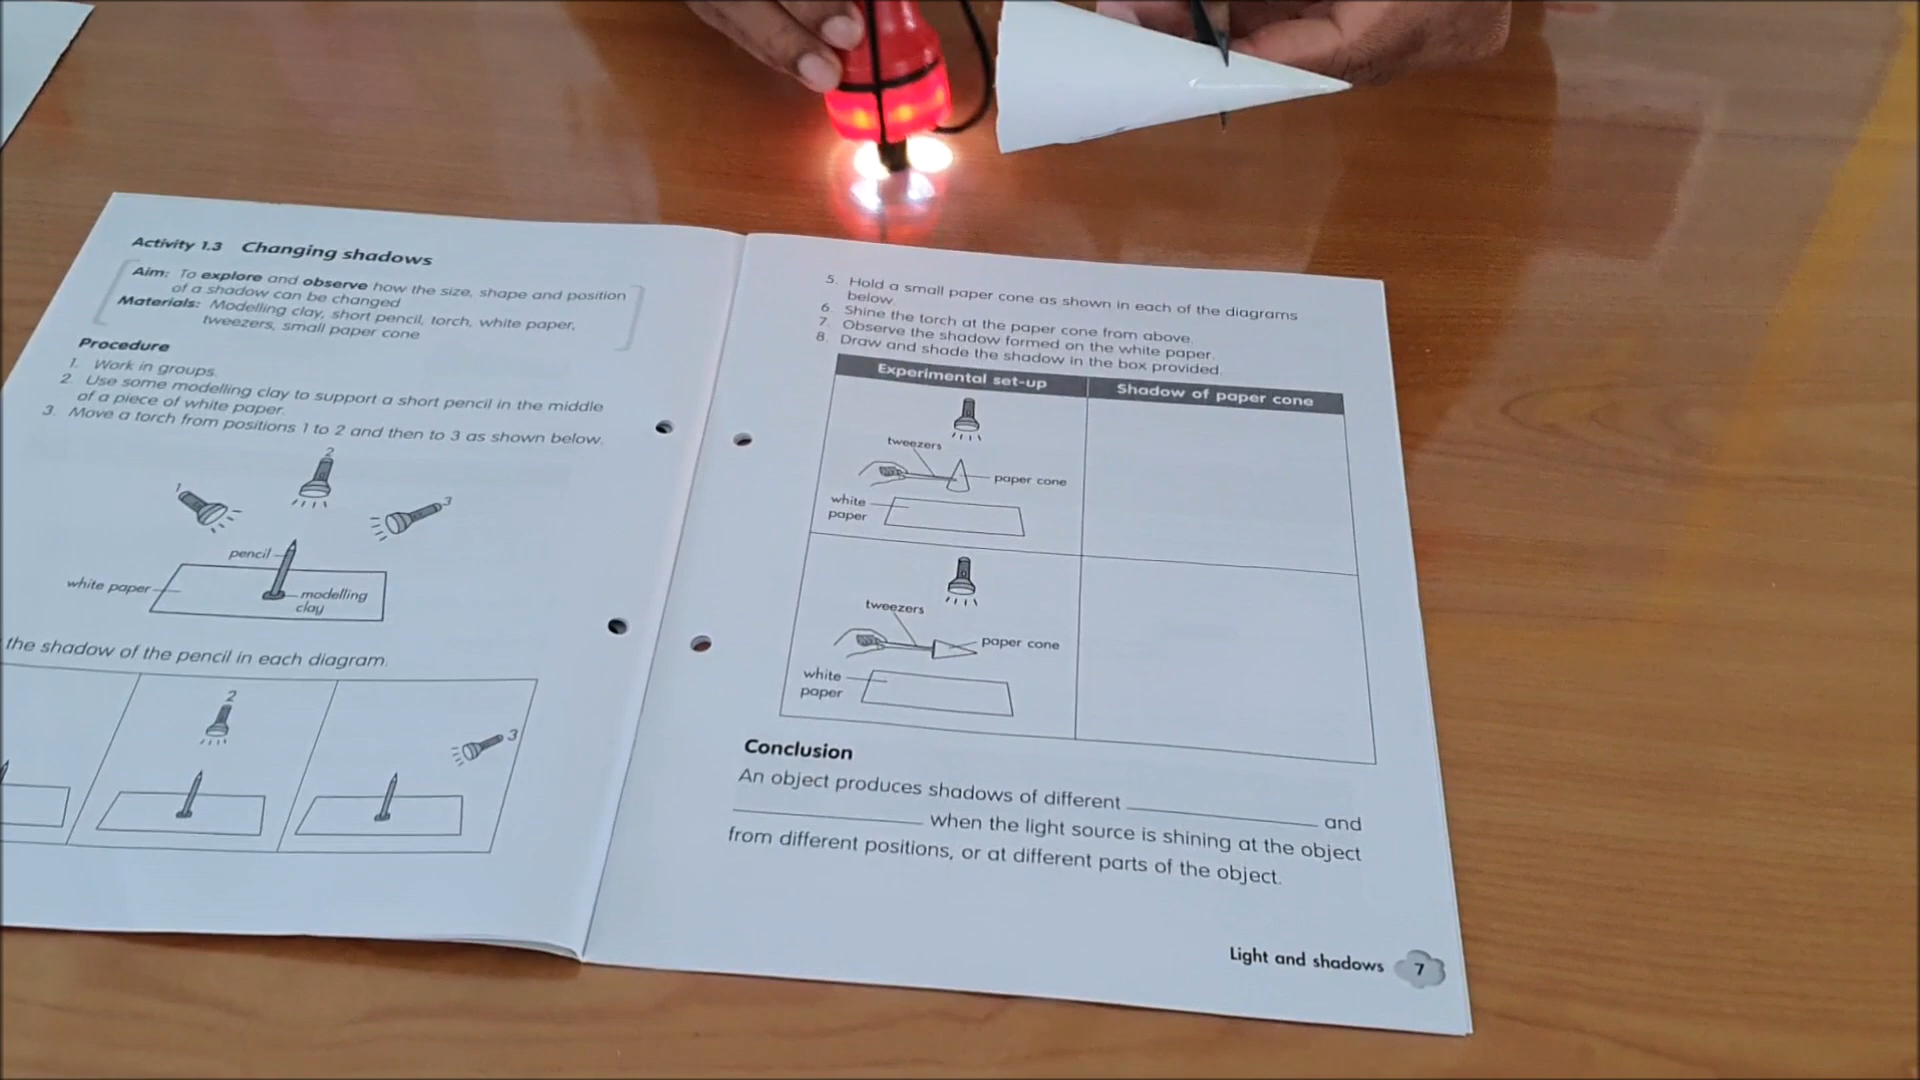 Activity 1.3 Changing shadows
Aim: To explore and observe how the size, shape and position
of a shadow can be changed
Materials: Modelling clay, short pencil, torch, white paper,
tweezers, small paper cone
Procedure
1. Work in groups.
2. Use some modelling clay to support a short pencil in the middle
of a piece of white paper.
3. Move a torch from positions 1 to 2 and then to 3 as shown below.
2
1
3
pencil
white paper
modelling
clay
the shadow of the pencil in each diagram.
2
3
5. Hold a small paper cone as shown in each of the diagrams
below.
6. Shine the torch at the paper cone from above.
7. Observe the shadow formed on the white paper.
8. Draw and shade the shadow in the box provided.
Experimental set-up
Shadow of paper cone
tweezers
paper cone
white
paper
tweezers
paper cone
white
paper
Conclusion
An object produces shadows of different ____________ and
____________ when the light source is shining at the object
from different positions, or at different parts of the object.
Light and shadows 7